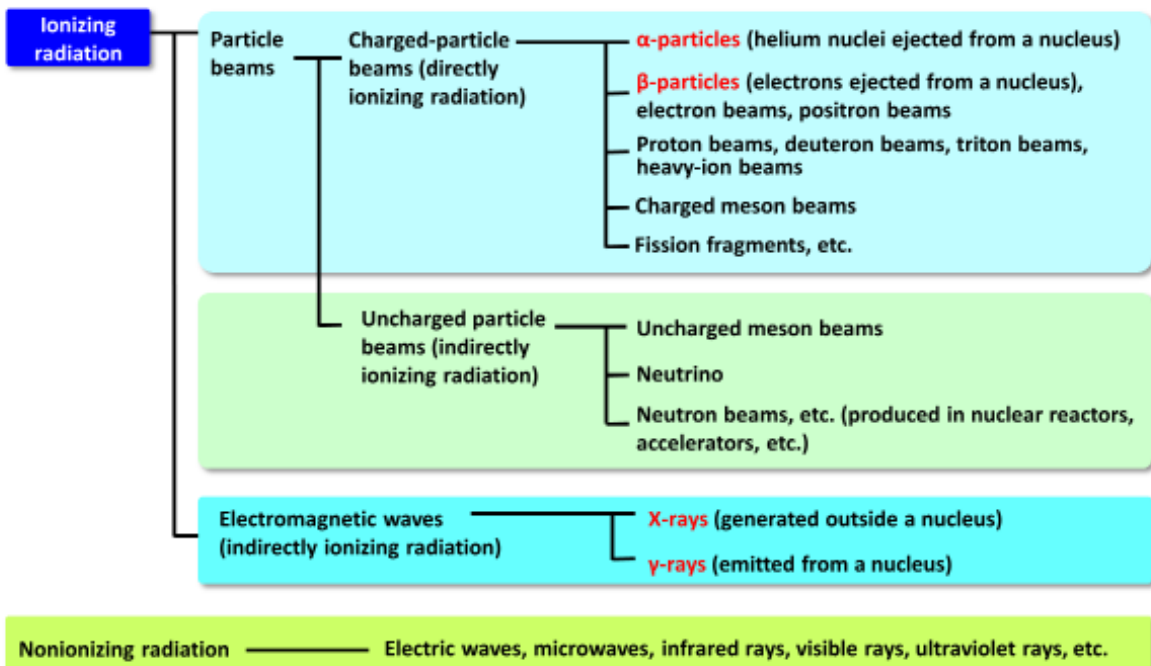 Ionizing
radiation
Particle
beams
Charged-particle
beams (directly
ionizing radiation)
α-particles (helium nuclei ejected from a nucleus)
β-particles (electrons ejected from a nucleus),
electron beams, positron beams
Proton beams, deuteron beams, triton beams,
heavy-ion beams
Charged meson beams
Fission fragments, etc.
Uncharged particle
beams (indirectly
ionizing radiation)
Uncharged meson beams
Neutrino
Neutron beams, etc. (produced in nuclear reactors,
accelerators, etc.)
Electromagnetic waves
(indirectly ionizing radiation)
X-rays (generated outside a nucleus)
γ-rays (emitted from a nucleus)
Nonionizing radiation
Electric waves, microwaves, infrared rays, visible rays, ultraviolet rays, etc.